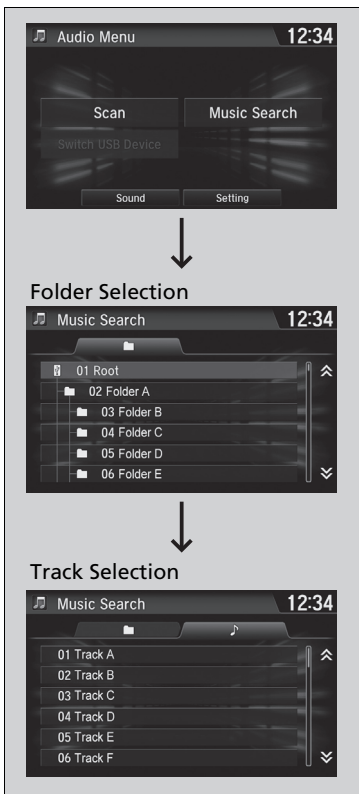 Audio Menu 12:34
Scan Music Search
Switch USB Device
Sound Setting
Folder Selection
Music Search 12:34
01 Root
02 Folder A
03 Folder B
04 Folder C
05 Folder D
06 Folder E
Track Selection
Music Search 12:34
01 Track A
02 Track B
03 Track C
04 Track D
05 Track E
06 Track F